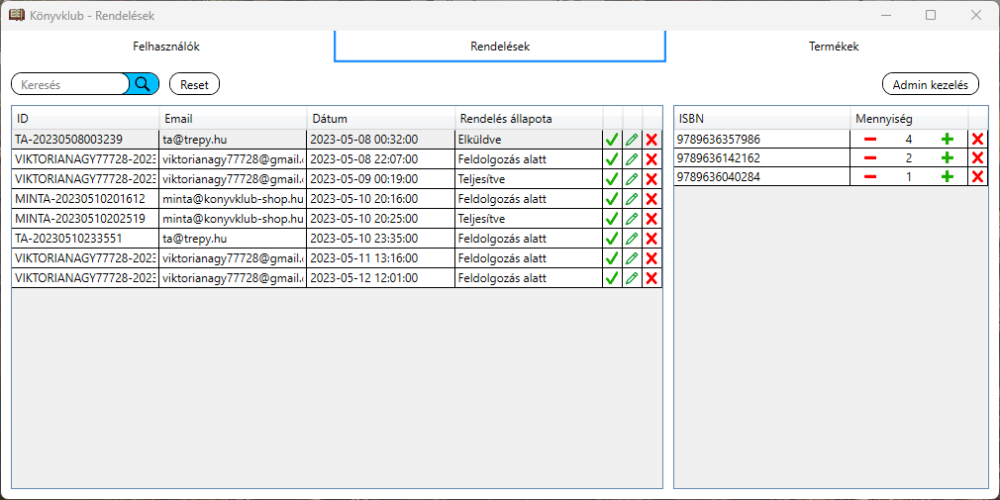 Könyvklub - Rendelések
Felhasználók Rendelések Termékek
Keresés Reset Admin kezelés
ID Email Dátum Rendelés állapota
TA-20230508003239 ta@trepy.hu 2023-05-08 00:32:00 Elküldve
VIKTORIANAGY77728-2023 viktorianagy77728@gmail.c 2023-05-08 22:07:00 Feldolgozás alatt
VIKTORIANAGY77728-2023 viktorianagy77728@gmail.c 2023-05-09 00:19:00 Teljesítve
MINTA-20230510201612 minta@konyvklub-shop.hu 2023-05-10 20:16:00 Feldolgozás alatt
MINTA-20230510202519 minta@konyvklub-shop.hu 2023-05-10 20:25:00 Teljesítve
TA-20230510233551 ta@trepy.hu 2023-05-10 23:35:00 Feldolgozás alatt
VIKTORIANAGY77728-2023 viktorianagy77728@gmail.c 2023-05-11 13:16:00 Feldolgozás alatt
VIKTORIANAGY77728-2023 viktorianagy77728@gmail.c 2023-05-12 12:01:00 Feldolgozás alatt
ISBN Mennyiség
9789636357986 4
9789636142162 2
9789636040284 1